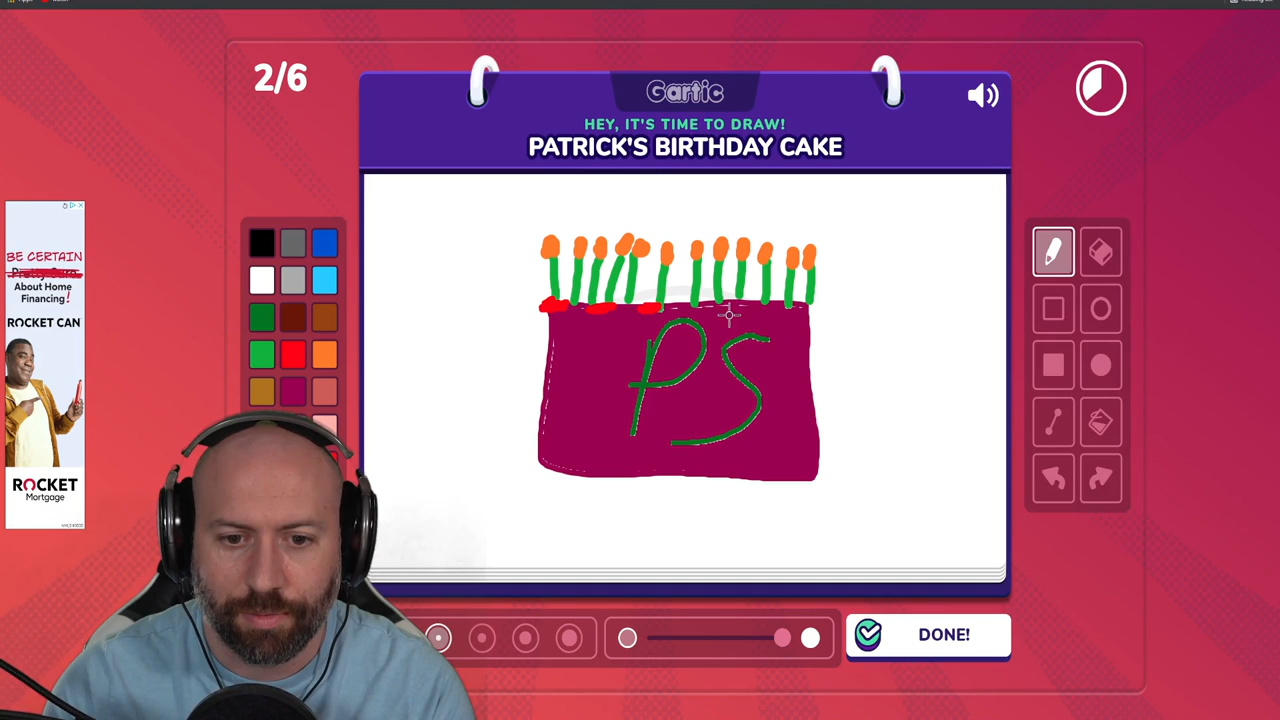 2/6
Gartic
HEY, IT'S TIME TO DRAW!
PATRICK'S BIRTHDAY CAKE
BE CERTAIN
About Home
Financing!
ROCKET CAN
ROCKET
Mortgage
PS
DONE!